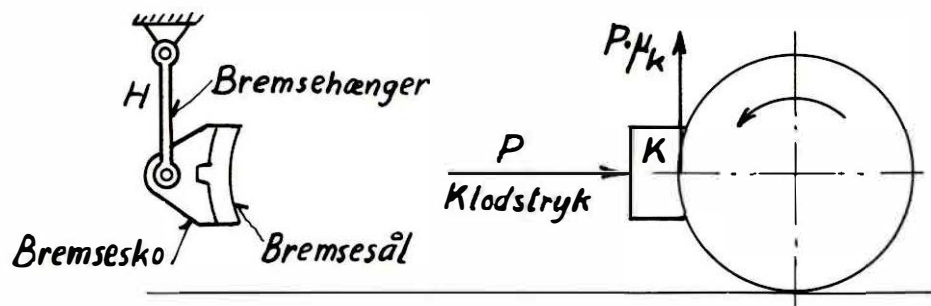 H
Bremsehænger
Bremsesko
Bremsesål
P
Klodstryk
P·μk
K